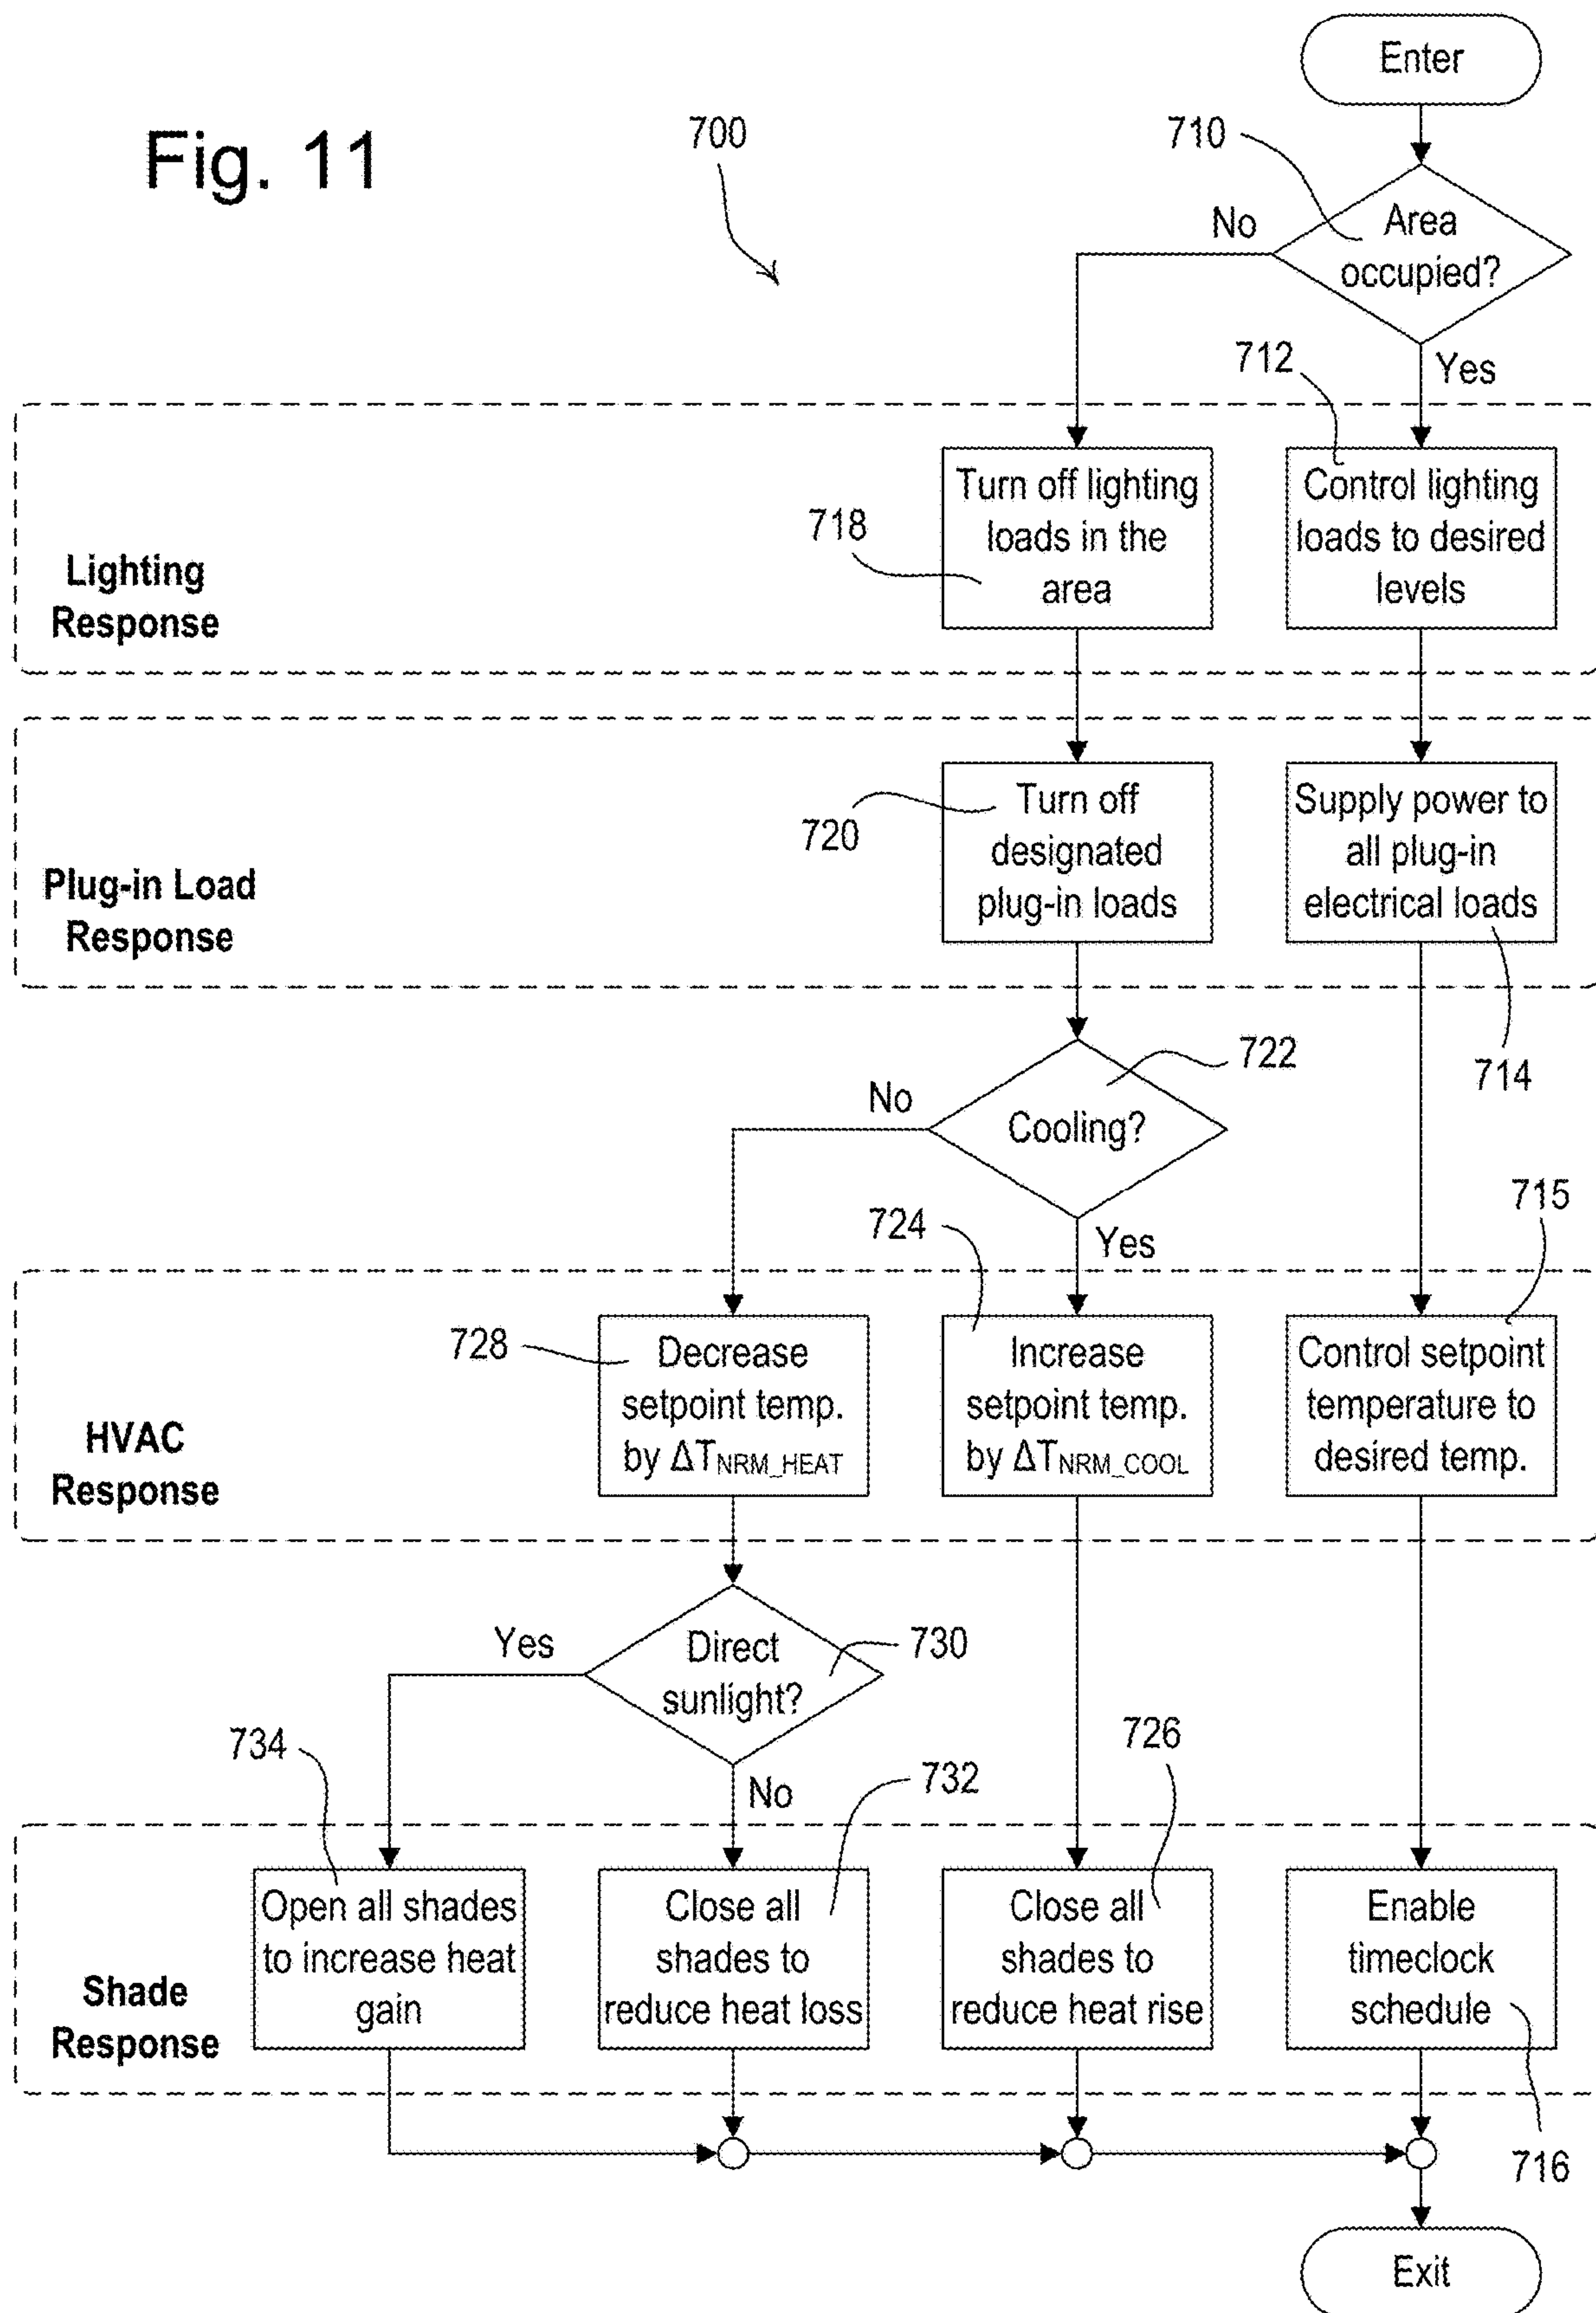 Enter
Fig. 11
700
710
No
Area
occupied?
712
Yes
Lighting
Response
718
Turn off lighting
loads in the
area
Control lighting
loads to desired
levels
Plug-in Load
Response
720
Turn off
designated
plug-in loads
Supply power to
all plug-in
electrical loads
714
722
No
Cooling?
715
724
Yes
HVAC
Response
728
Decrease
setpoint temp.
by ΔTNRM_HEAT
Increase
setpoint temp.
by ΔTNRM_COOL
Control setpoint
temperature to
desired temp.
Yes
Direct
sunlight?
730
734
726
No
732
Shade
Response
Open all shades
to increase heat
gain
Close all
shades to
reduce heat loss
Close all
shades to
reduce heat rise
Enable
timeclock
schedule
716
Exit